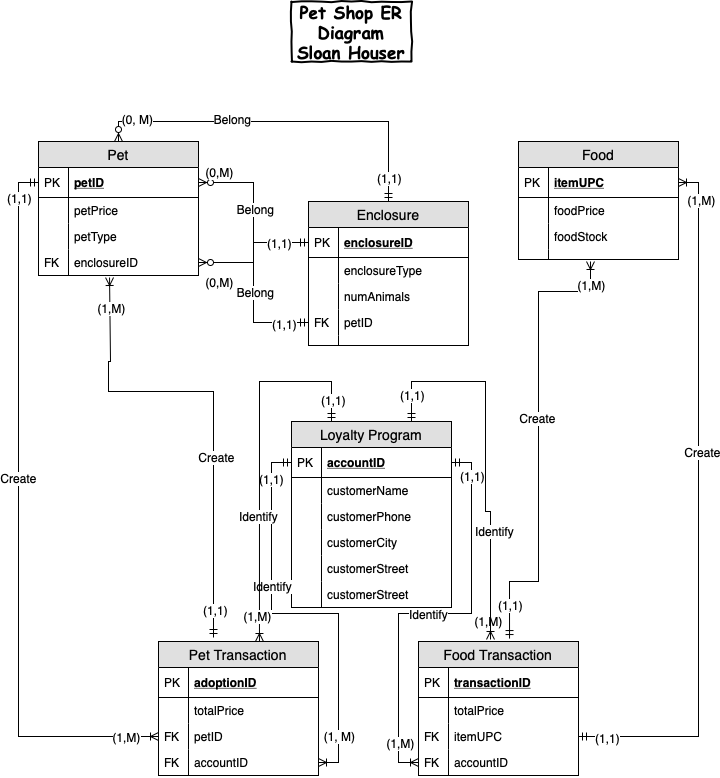 Pet Shop ER
Diagram
Sloan Houser
(0, M)
Belong
(1,1)
Pet
PK petID
petPrice
petType
FK enclosureID
(1,1)
(0,M)
Belong
(1,1)
(0,M)
Belong
(1,1)
(1,M)
Enclosure
PK enclosureID
enclosureType
numAnimals
FK petID
Food
PK itemUPC
foodPrice
foodStock
(1,M)
(1,M)
Create
Create
Create
Create
(1,1)
(1,1)
Loyalty Program
PK accountID
customerName
customerPhone
customerCity
customerStreet
customerStreet
(1,1)
(1,1)
Identify
Identify
Identify
Identify
(1,1)
(1,M)
(1,M)
(1,1)
Pet Transaction
PK adoptionID
totalPrice
FK petID
FK accountID
(1,M)
(1, M)
Food Transaction
PK transactionID
totalPrice
FK itemUPC
FK accountID
(1,M)
(1,1)